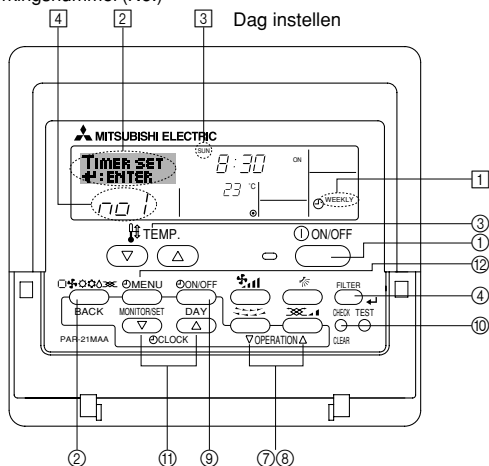 4 2 3 Dag instellen
MITSUBISHI ELECTRIC
SUN
TIMER SET
:ENTER
8:30
ON
23 °C
WEEKLY
1
no 1
TEMP.
ON/OFF
③
①
⑫
MENU
ON/OFF
FILTER
④
BACK
MONITOR/SET
DAY
CHECK
TEST
⑩
PAR-21MAA
CLOCK
OPERATION
CLEAR
②
⑪
⑨
⑦⑧